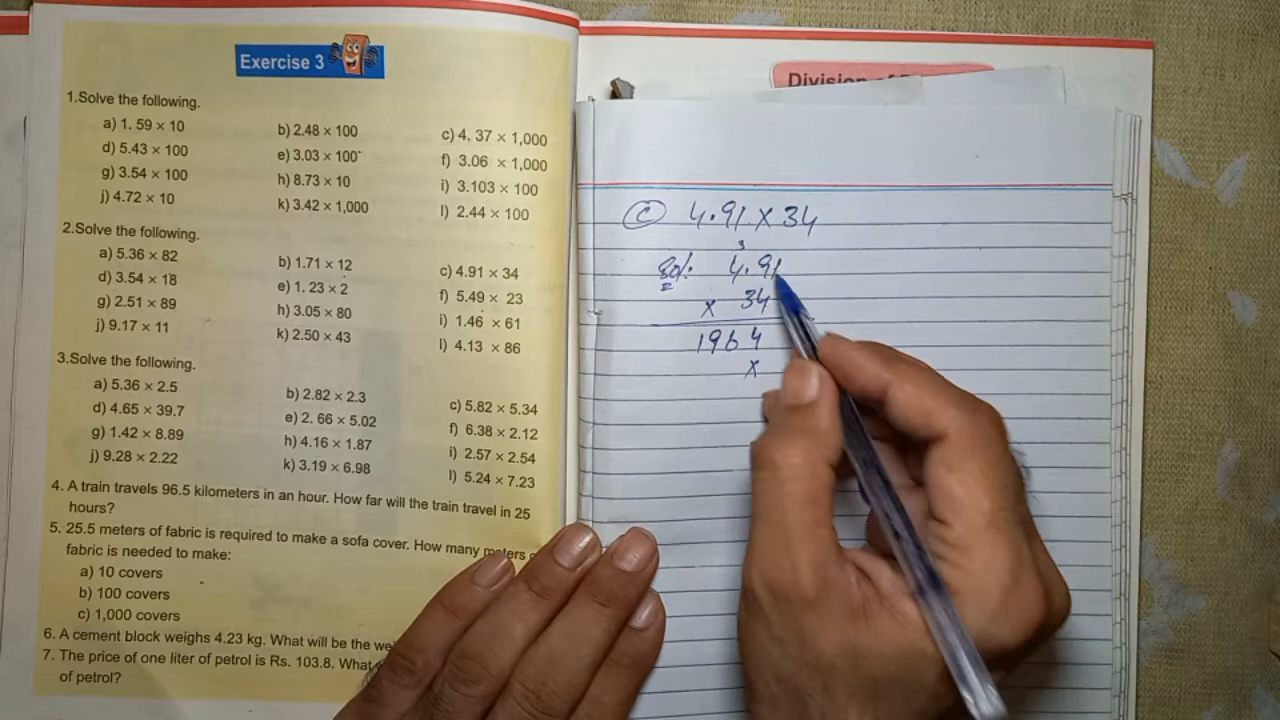 Exercise 3
1.Solve the following.
a) 1. 59 × 10 b) 2.48 × 100 c) 4. 37 × 1,000
d) 5.43 × 100 e) 3.03 × 100 f) 3.06 × 1,000
g) 3.54 × 100 h) 8.73 × 10 i) 3.103 × 100
j) 4.72 × 10 k) 3.42 × 1,000 l) 2.44 × 100
2.Solve the following.
a) 5.36 × 82 b) 1.71 × 12 c) 4.91 × 34
d) 3.54 × 18 e) 1. 23 × 2 f) 5.49 × 23
g) 2.51 × 89 h) 3.05 × 80 i) 1.46 × 61
j) 9.17 × 11 k) 2.50 × 43 l) 4.13 × 86
3.Solve the following.
a) 5.36 × 2.5 b) 2.82 × 2.3 c) 5.82 × 5.34
d) 4.65 × 39.7 e) 2. 66 × 5.02 f) 6.38 × 2.12
g) 1.42 × 8.89 h) 4.16 × 1.87 i) 2.57 × 2.54
j) 9.28 × 2.22 k) 3.19 × 6.98 l) 5.24 × 7.23
4. A train travels 96.5 kilometers in an hour. How far will the train travel in 25
hours?
5. 25.5 meters of fabric is required to make a sofa cover. How many meters
fabric is needed to make:
a) 10 covers
b) 100 covers
c) 1,000 covers
6. A cement block weighs 4.23 kg. What will be the
7. The price of one liter of petrol is Rs. 103.8. What
of petrol?
Division of
c 4.91 × 34
3
Sol: 4.91
× 34
1964
×